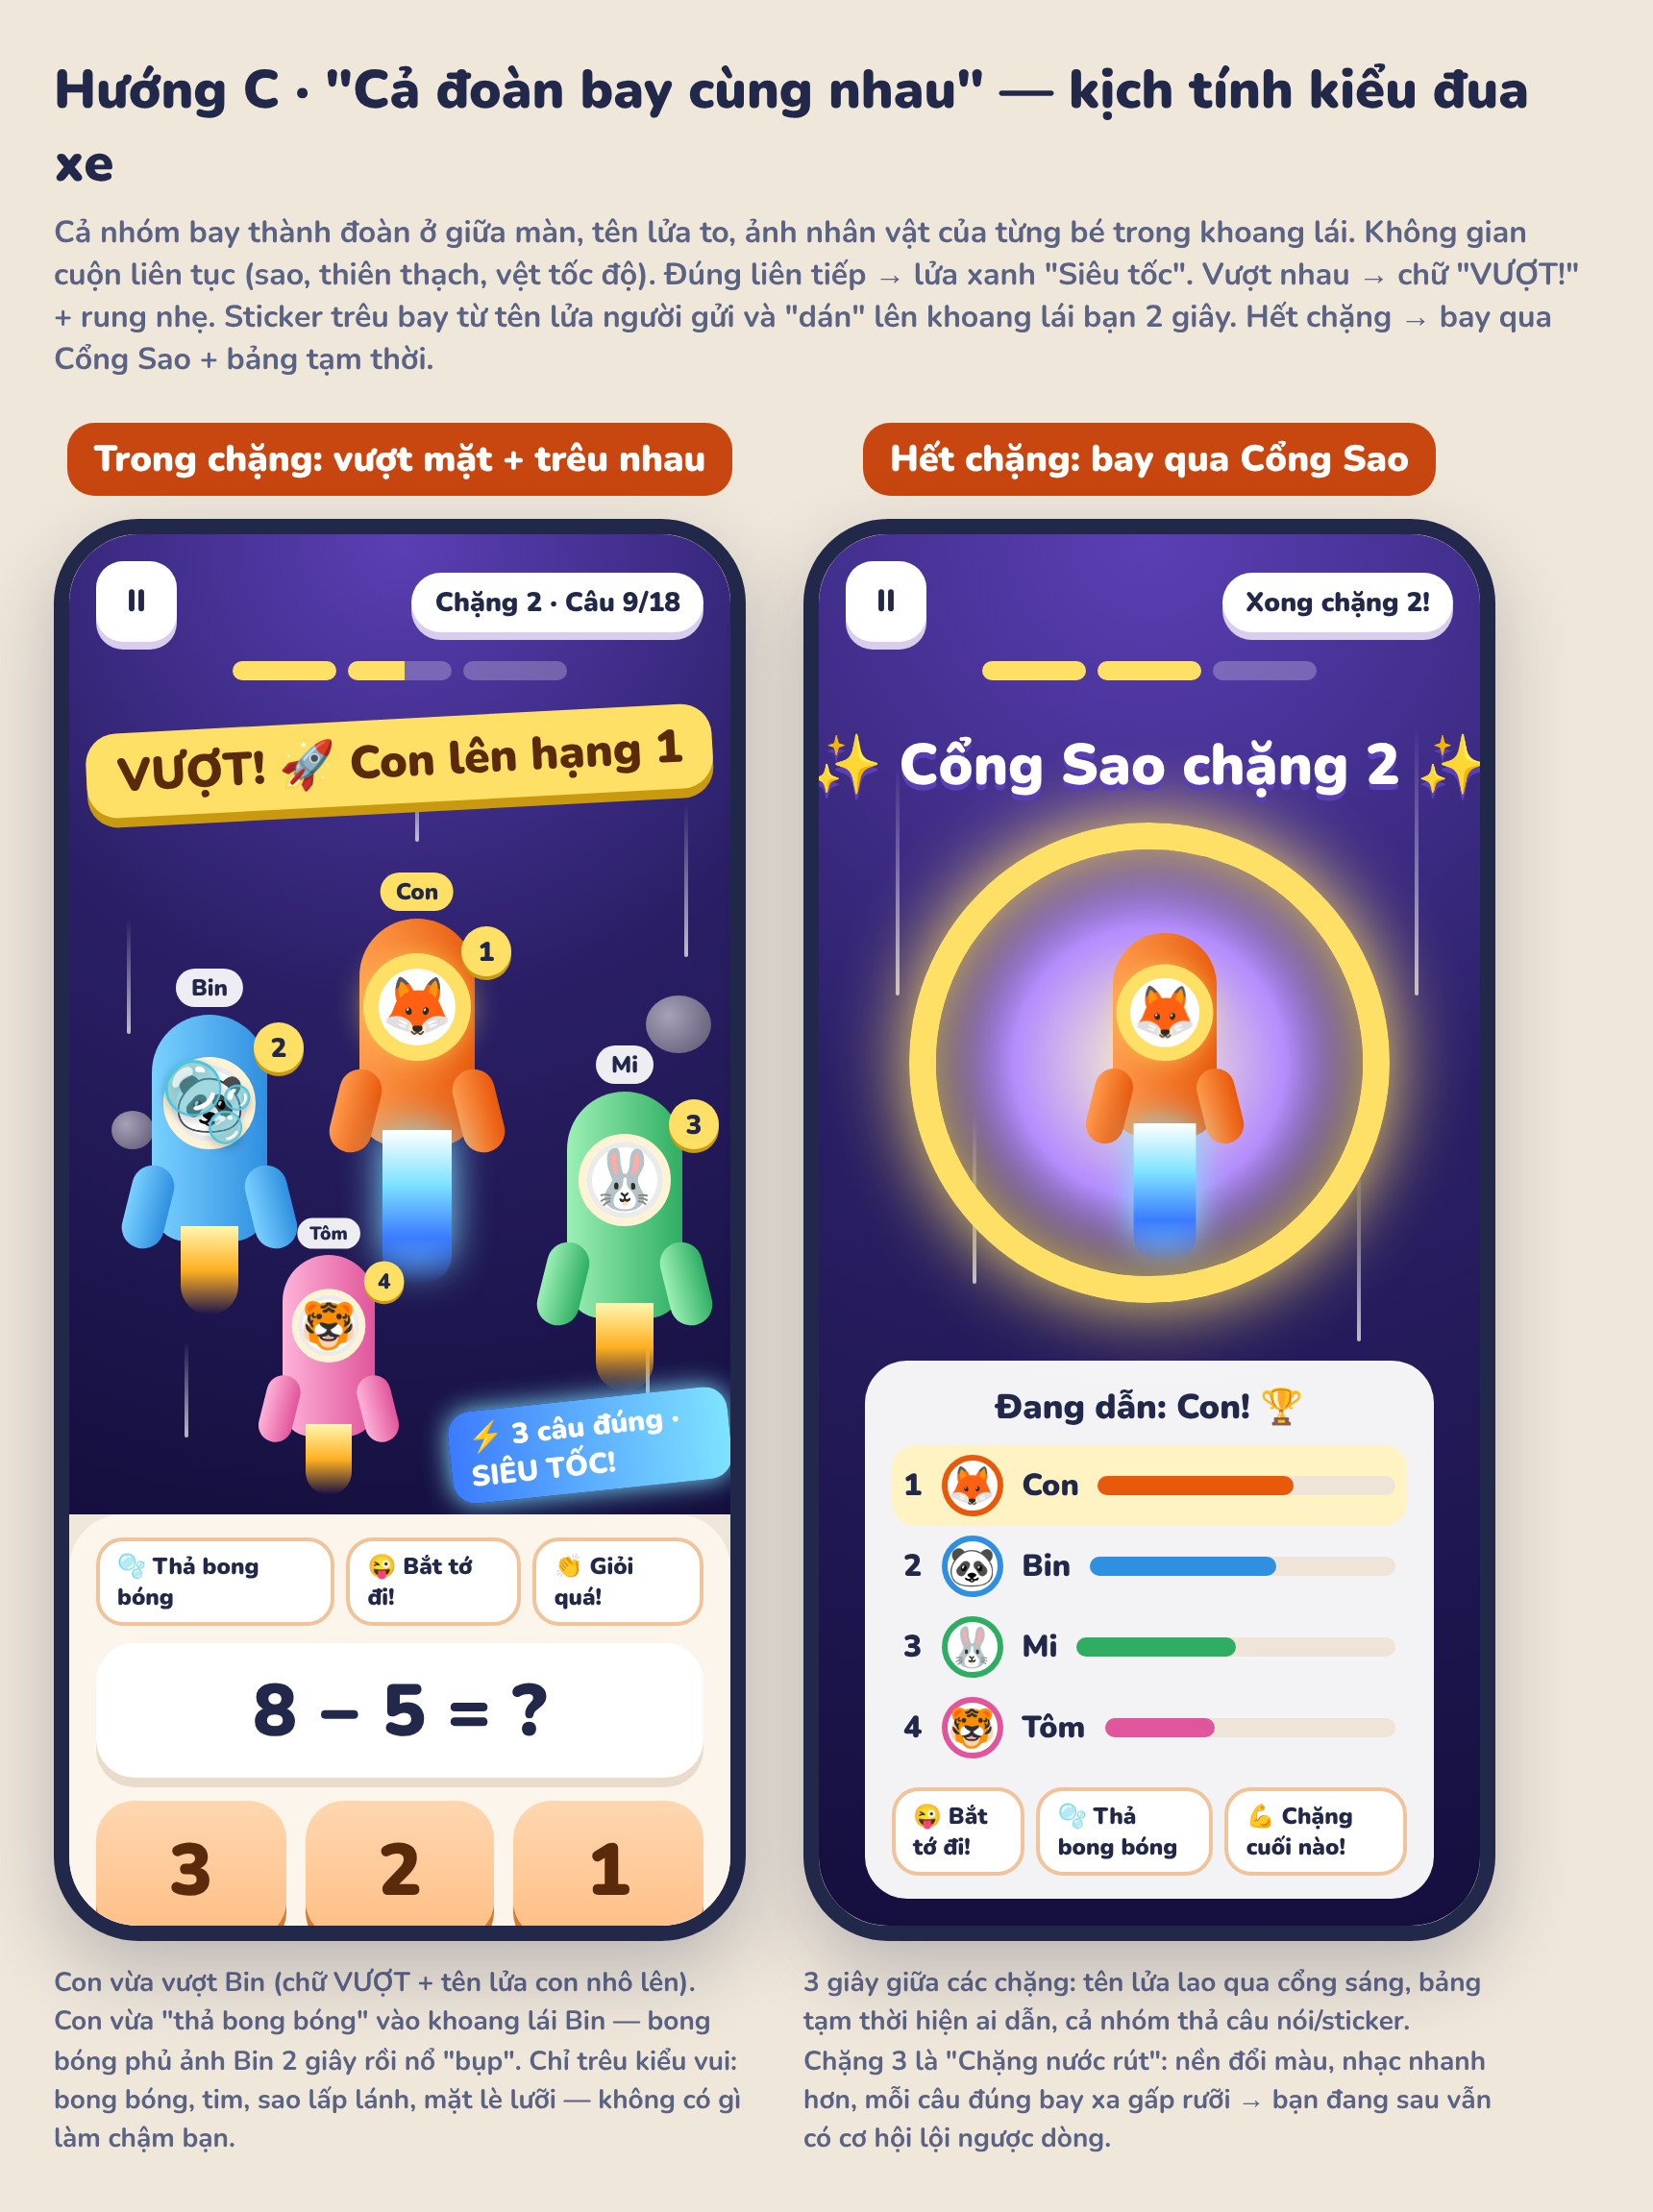 Hướng C · "Cả đoàn bay cùng nhau" — kịch tính kiểu đua
xe
Cả nhóm bay thành đoàn ở giữa màn, tên lửa to, ảnh nhân vật của từng bé trong khoang lái. Không gian
cuộn liên tục (sao, thiên thạch, vệt tốc độ). Đúng liên tiếp → lửa xanh "Siêu tốc". Vượt nhau → chữ "VƯỢT!"
+ rung nhẹ. Sticker trêu bay từ tên lửa người gửi và "dán" lên khoang lái bạn 2 giây. Hết chặng → bay qua
Cổng Sao + bảng tạm thời.
Trong chặng: vượt mặt + trêu nhau
Chặng 2 · Câu 9/18
VƯỢT! 🚀 Con lên hạng 1
Con
1
Bin
2
Mi
3
Tôm
4
⚡ 3 câu đúng ·
SIÊU TỐC!
🫧 Thả bong
bóng
😜 Bắt tớ
đi!
👏 Giỏi
quá!
8 – 5 = ?
3
2
1
Con vừa vượt Bin (chữ VƯỢT + tên lửa con nhô lên).
Con vừa "thả bong bóng" vào khoang lái Bin — bong
bóng phủ ảnh Bin 2 giây rồi nổ "bụp". Chỉ trêu kiểu vui:
bong bóng, tim, sao lấp lánh, mặt lè lưỡi — không có gì
làm chậm bạn.
Hết chặng: bay qua Cổng Sao
Xong chặng 2!
✨ Cổng Sao chặng 2 ✨
Đang dẫn: Con! 🏆
1 Con
2 Bin
3 Mi
4 Tôm
😜 Bắt
tớ đi!
🫧 Thả
bong bóng
💪 Chặng
cuối nào!
3 giây giữa các chặng: tên lửa lao qua cổng sáng, bảng
tạm thời hiện ai dẫn, cả nhóm thả câu nói/sticker.
Chặng 3 là "Chặng nước rút": nền đổi màu, nhạc nhanh
hơn, mỗi câu đúng bay xa gấp rưỡi → bạn đang sau vẫn
có cơ hội lội ngược dòng.